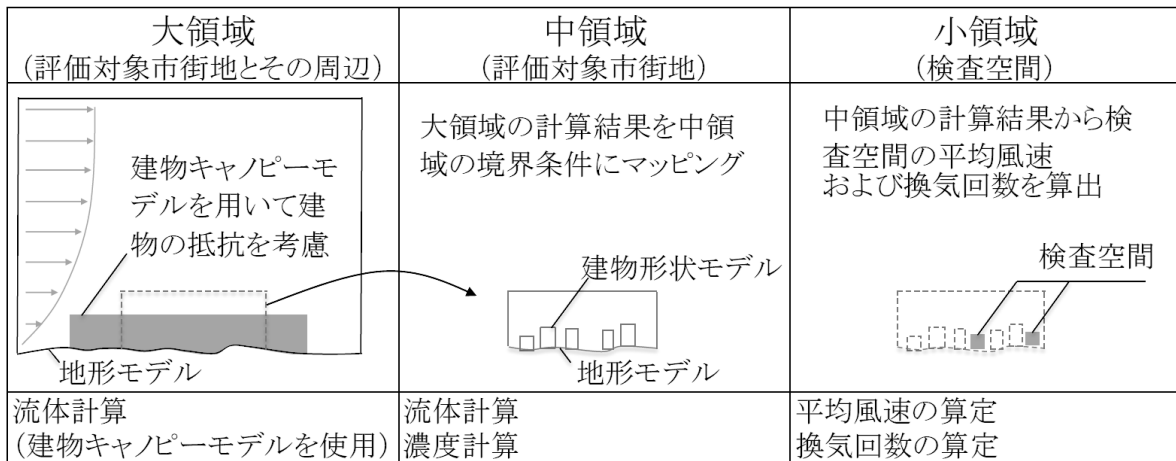 大領域
(評価対象市街地とその周辺)
建物キャノピーモ
デルを用いて建
物の抵抗を考慮
地形モデル
流体計算
(建物キャノピーモデルを使用)
中領域
(評価対象市街地)
大領域の計算結果を中領
域の境界条件にマッピング
建物形状モデル
地形モデル
流体計算
濃度計算
小領域
(検査空間)
中領域の計算結果から検
査空間の平均風速
および換気回数を算出
検査空間
平均風速の算定
換気回数の算定